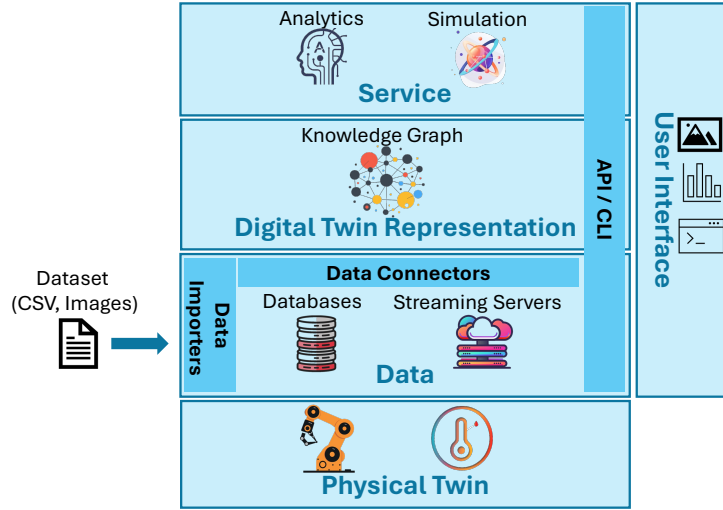 Analytics
Simulation
Service
Knowledge Graph
Digital Twin Representation
API / CLI
User Interface
Dataset
(CSV, Images)
Data
Importers
Data Connectors
Databases
Streaming Servers
Data
Physical Twin